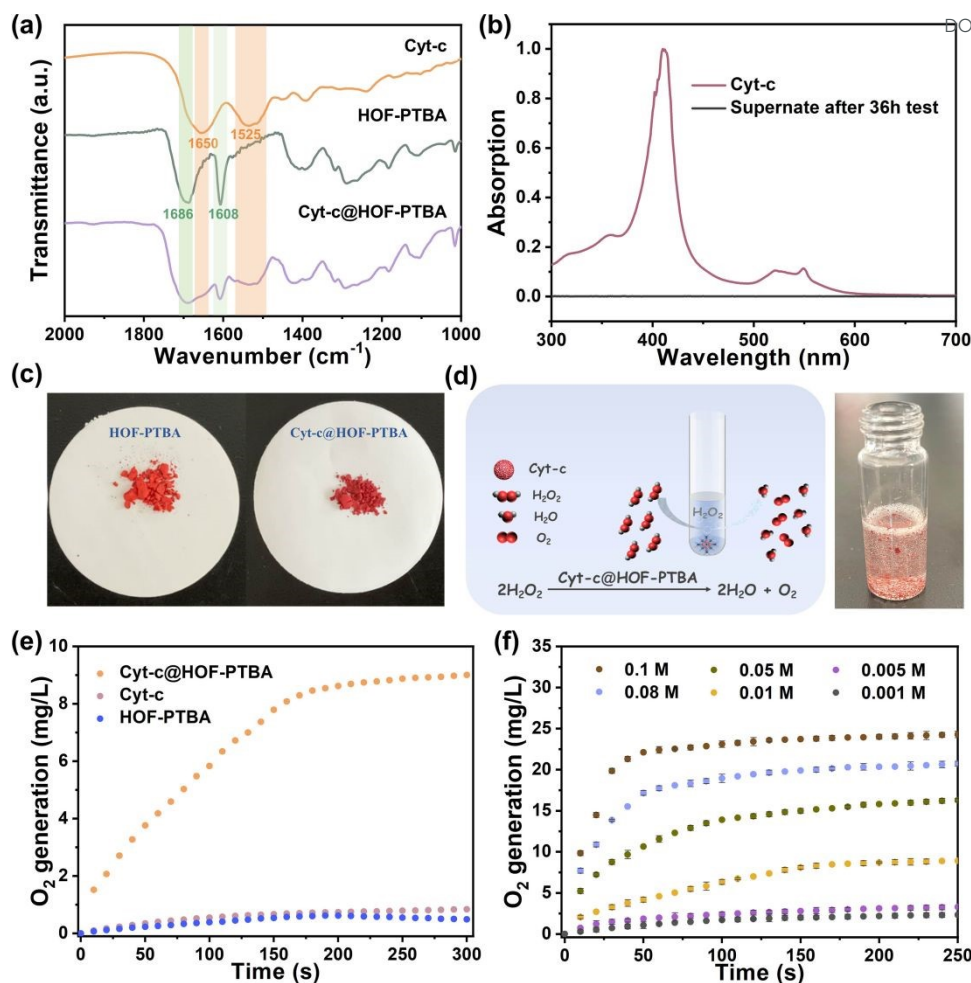 (a)
Transmittance (a.u.)
Cyt-c
HOF-PTBA
1650
1525
1686
1608
Cyt-c@HOF-PTBA
2000 1800 1600 1400 1200 1000
Wavenumber (cm⁻¹)
(b)
DO
Absorption
1.0
0.8
0.6
0.4
0.2
0.0
Cyt-c
Supernate after 36h test
300 400 500 600 700
Wavelength (nm)
(c)
HOF-PTBA
Cyt-c@HOF-PTBA
(d)
Cyt-c
H₂O₂
H₂O
O₂
H₂O₂
2H₂O₂ Cyt-c@HOF-PTBA 2H₂O + O₂
(e)
O₂ generation (mg/L)
10
8
6
4
2
0
Cyt-c@HOF-PTBA
Cyt-c
HOF-PTBA
0 50 100 150 200 250 300
Time (s)
(f)
O₂ generation (mg/L)
35
30
25
20
15
10
5
0
0.1 M 0.05 M 0.005 M
0.08 M 0.01 M 0.001 M
0 50 100 150 200 250
Time (s)